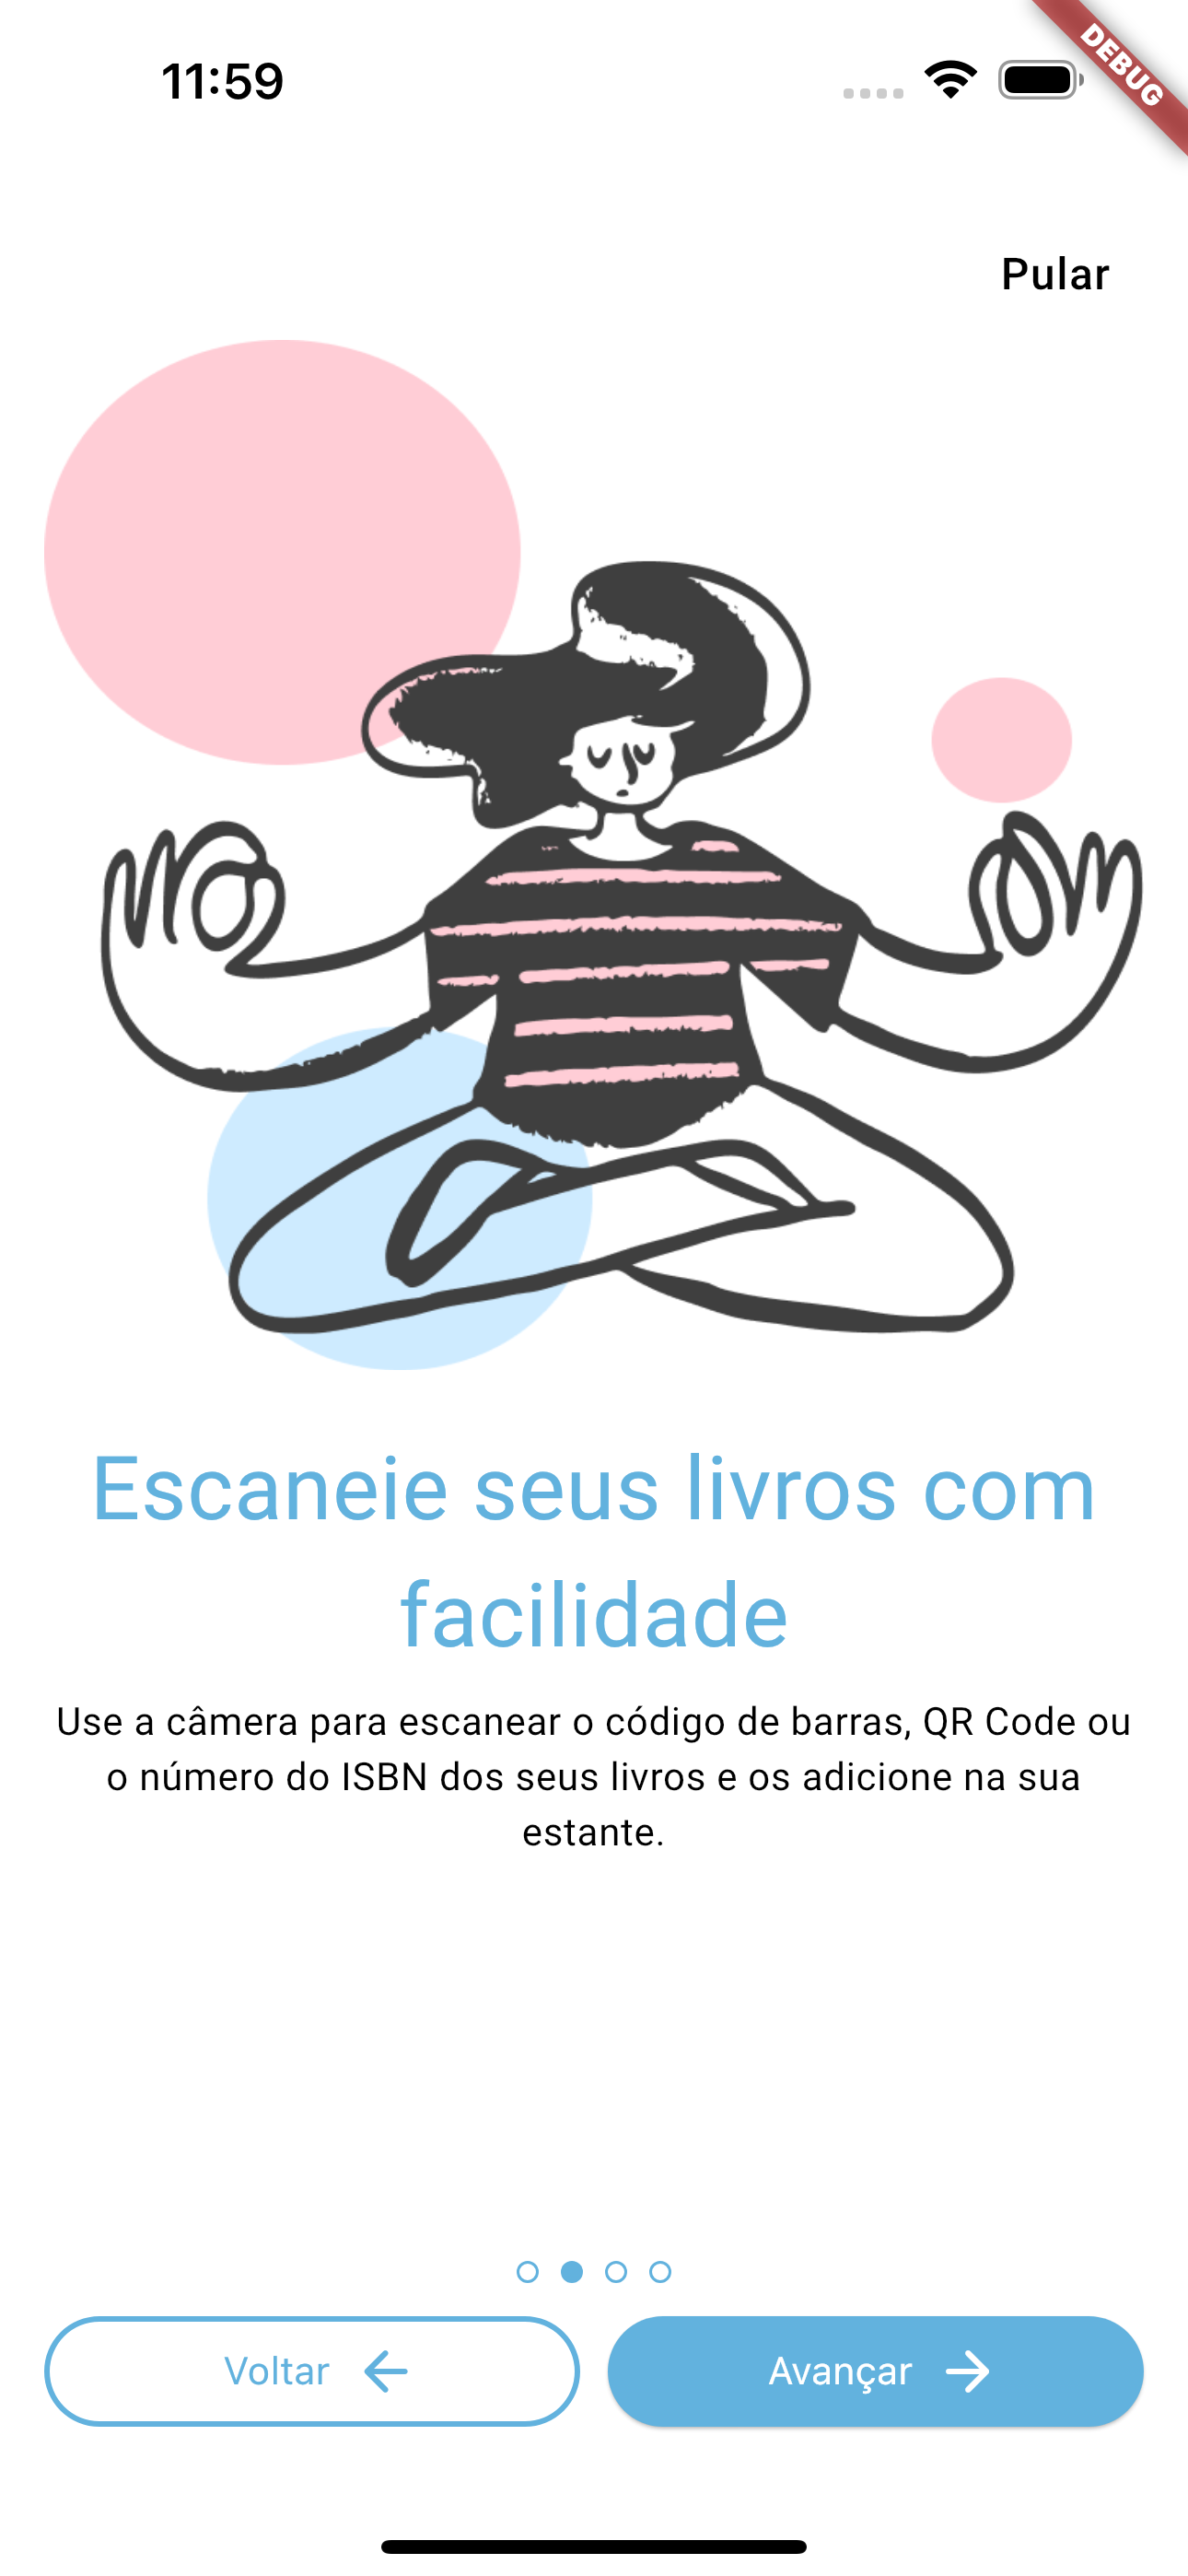 11:59
DEBUG
Pular
Escaneie seus livros com
facilidade
Use a câmera para escanear o código de barras, QR Code ou
o número do ISBN dos seus livros e os adicione na sua
estante.
Voltar
Avançar